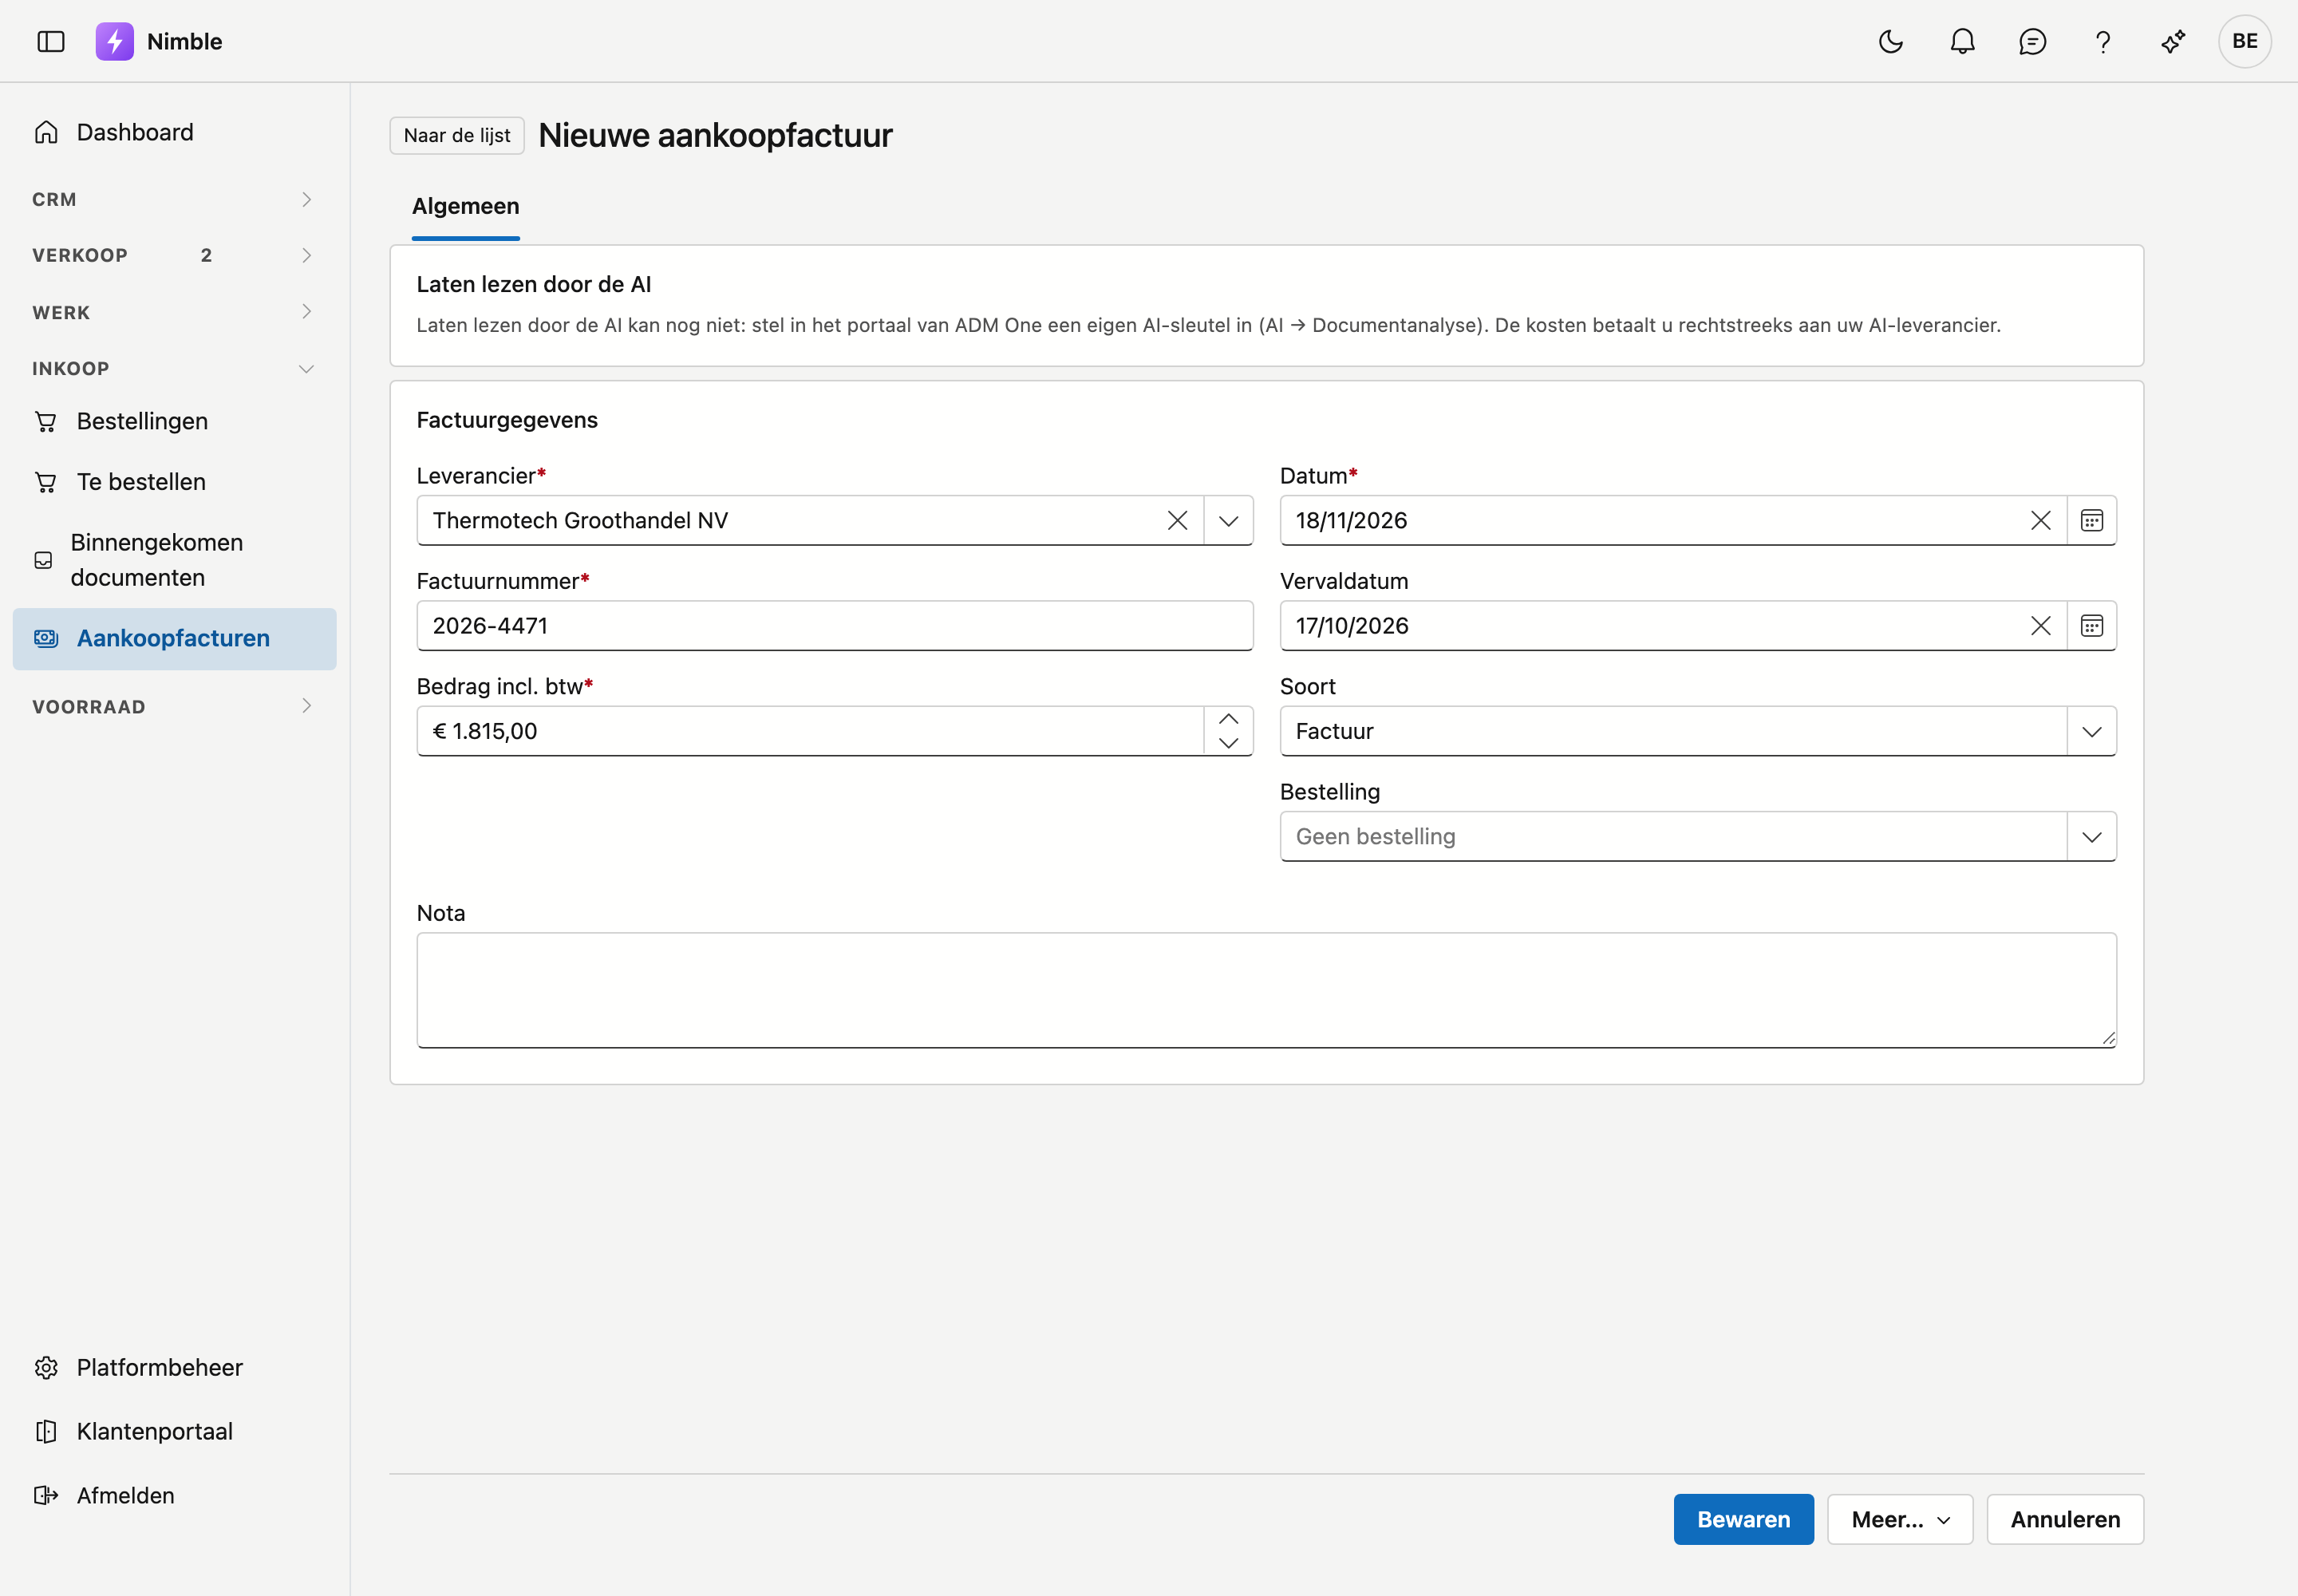 Nimble
BE
Dashboard
CRM
VERKOOP 2
WERK
INKOOP
Bestellingen
Te bestellen
Binnengekomen
documenten
Aankoopfacturen
VOORRAAD
Platformbeheer
Klantenportaal
Afmelden
Naar de lijst
Nieuwe aankoopfactuur
Algemeen
Laten lezen door de AI
Laten lezen door de AI kan nog niet: stel in het portaal van ADM One een eigen AI-sleutel in (AI → Documentanalyse). De kosten betaalt u rechtstreeks aan uw AI-leverancier.
Factuurgegevens
Leverancier*
Thermotech Groothandel NV
Datum*
18/11/2026
Factuurnummer*
2026-4471
Vervaldatum
17/10/2026
Bedrag incl. btw*
€ 1.815,00
Soort
Factuur
Bestelling
Geen bestelling
Nota
Bewaren
Meer...
Annuleren